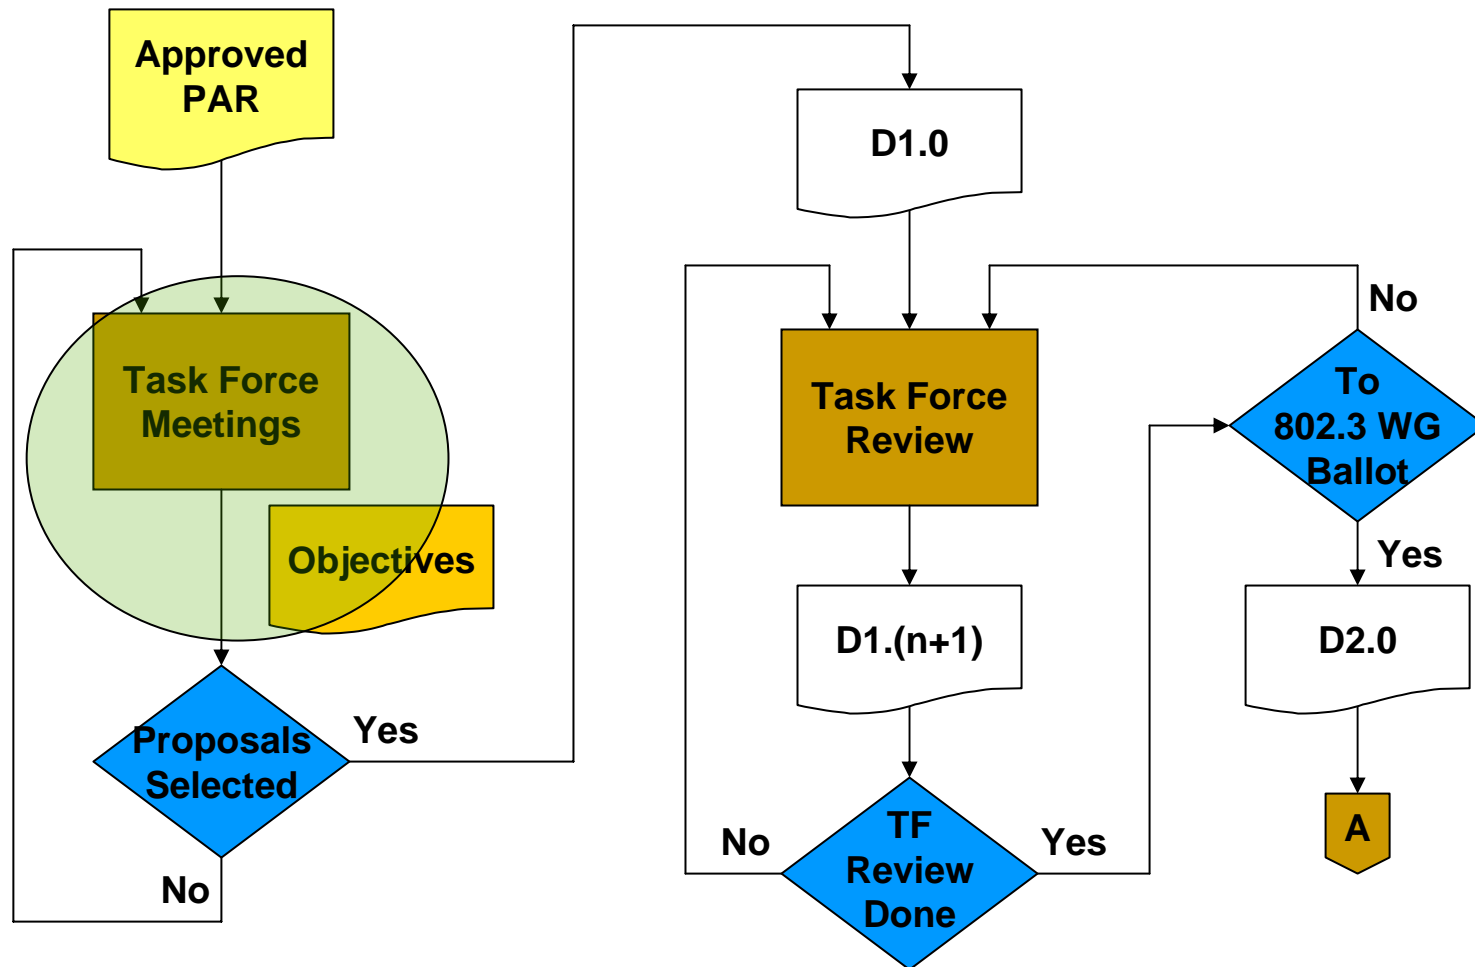 Approved
PAR
Task Force
Meetings
Objectives
Proposals
Selected
Yes
No
D1.0
Task Force
Review
D1.(n+1)
TF
Review
Done
No
Yes
To
802.3 WG
Ballot
No
Yes
D2.0
A